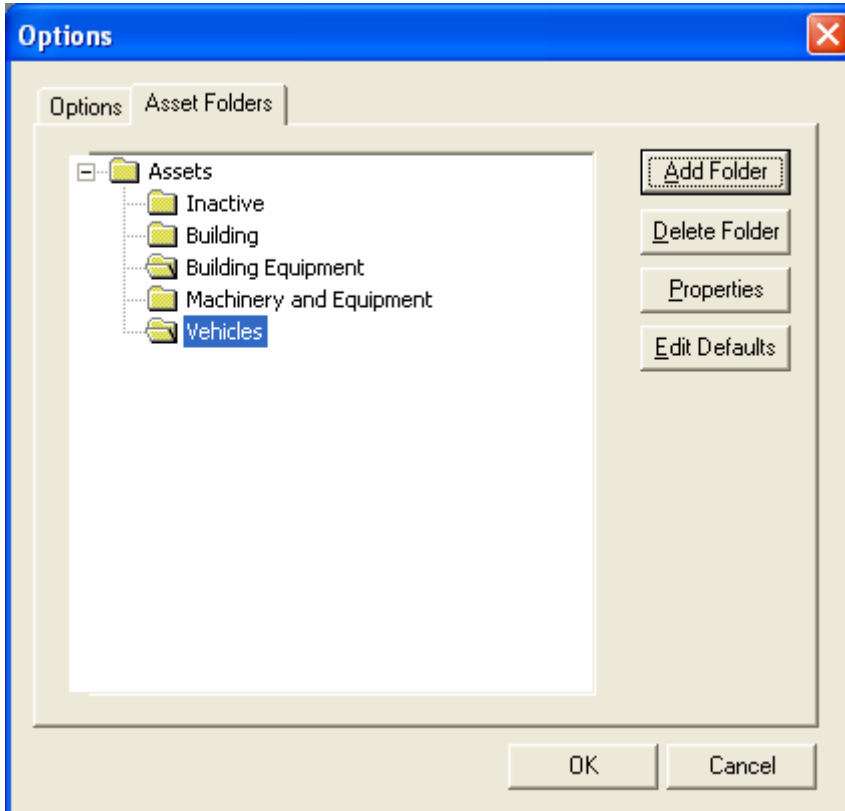 Options
Options
Asset Folders
Assets
Inactive
Building
Building Equipment
Machinery and Equipment
Vehicles
Add Folder
Delete Folder
Properties
Edit Defaults
OK
Cancel